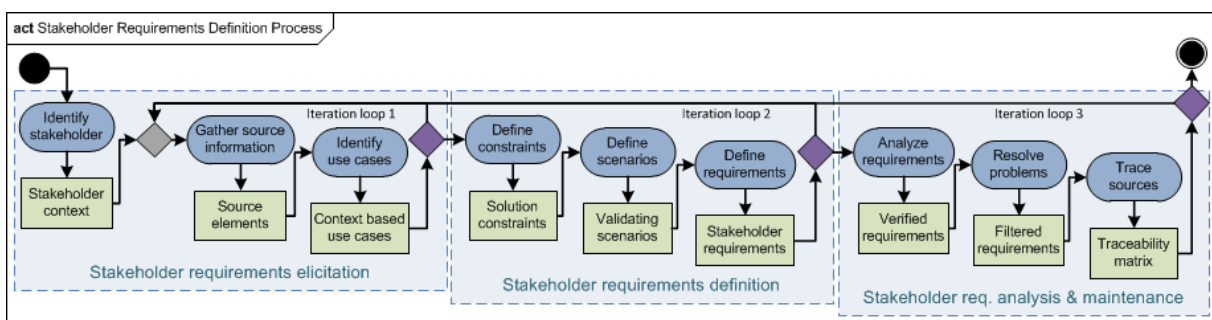 act Stakeholder Requirements Definition Process
Identify
stakeholder
Stakeholder
context
Gather source
information
Source
elements
Iteration loop 1
Identify
use cases
Context based
use cases
Stakeholder requirements elicitation
Define
constraints
Solution
constraints
Define
scenarios
Validating
scenarios
Iteration loop 2
Define
requirements
Stakeholder
requirements
Stakeholder requirements definition
Analyze
requirements
Verified
requirements
Resolve
problems
Filtered
requirements
Iteration loop 3
Trace
sources
Traceability
matrix
Stakeholder req. analysis & maintenance